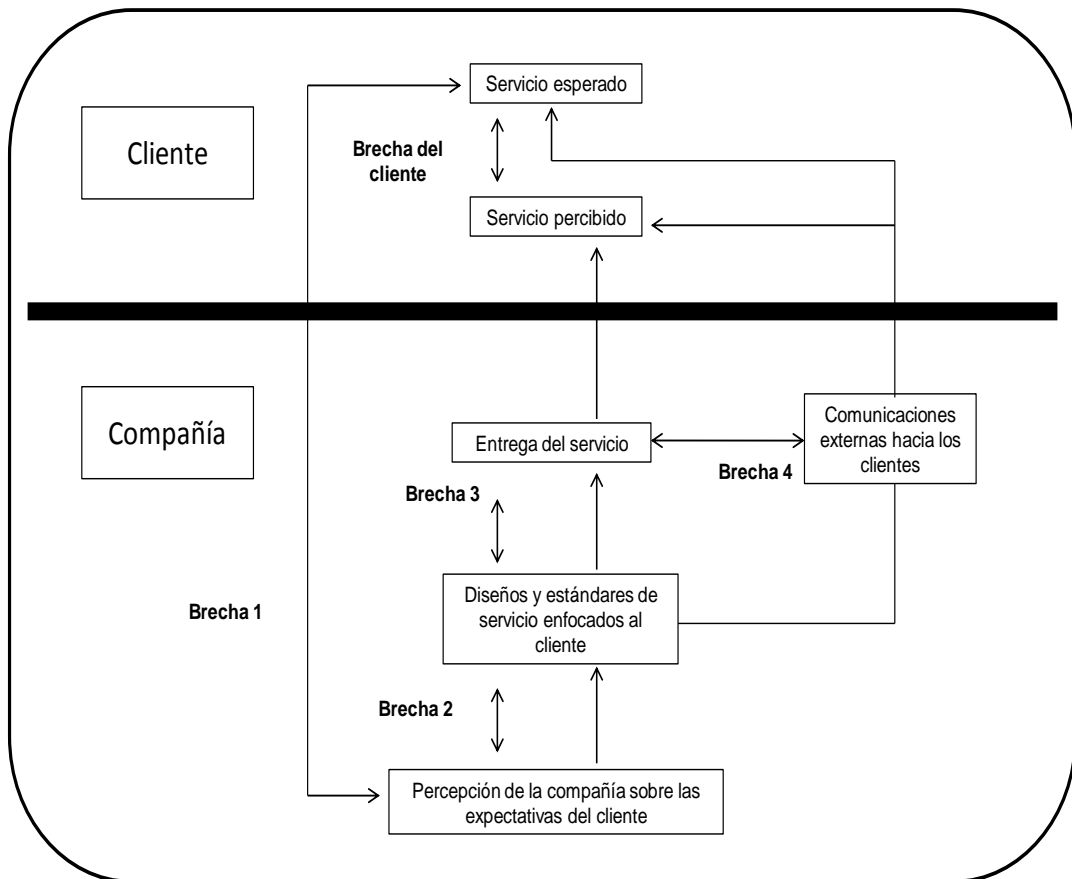 Servicio esperado
Cliente
Brecha del
cliente
Servicio percibido
Compañía
Comunicaciones
externas hacia los
clientes
Entrega del servicio
Brecha 4
Brecha 3
Diseños y estándares de
servicio enfocados al
cliente
Brecha 1
Brecha 2
Percepción de la compañía sobre las
expectativas del cliente